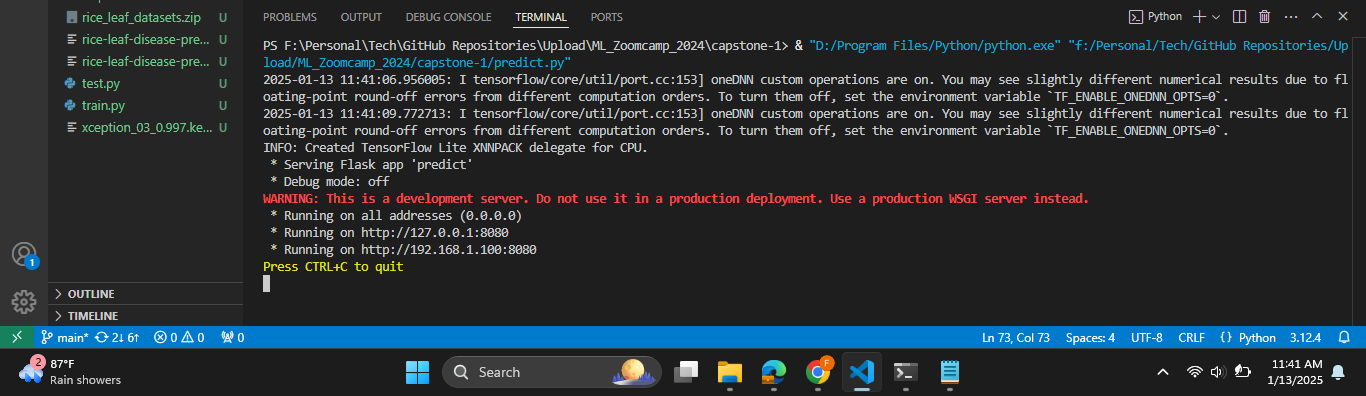 rice_leaf_datasets.zip U
rice-leaf-disease-pre... U
rice-leaf-disease-pre... U
test.py U
train.py U
xception_03_0.997.ke... U
OUTLINE
TIMELINE
1
PROBLEMS OUTPUT DEBUG CONSOLE TERMINAL PORTS
Python
PS F:\Personal\Tech\GitHub Repositories\Upload\ML_Zoomcamp_2024\capstone-1> & "D:/Program Files/Python/python.exe" "f:/Personal/Tech/GitHub Repositories/Up
load/ML_Zoomcamp_2024/capstone-1/predict.py"
2025-01-13 11:41:06.956005: I tensorflow/core/util/port.cc:153] oneDNN custom operations are on. You may see slightly different numerical results due to fl
oating-point round-off errors from different computation orders. To turn them off, set the environment variable `TF_ENABLE_ONEDNN_OPTS=0`.
2025-01-13 11:41:09.772713: I tensorflow/core/util/port.cc:153] oneDNN custom operations are on. You may see slightly different numerical results due to fl
oating-point round-off errors from different computation orders. To turn them off, set the environment variable `TF_ENABLE_ONEDNN_OPTS=0`.
INFO: Created TensorFlow Lite XNNPACK delegate for CPU.
* Serving Flask app 'predict'
* Debug mode: off
WARNING: This is a development server. Do not use it in a production deployment. Use a production WSGI server instead.
* Running on all addresses (0.0.0.0)
* Running on http://127.0.0.1:8080
* Running on http://192.168.1.100:8080
Press CTRL+C to quit
main* 2↓ 6↑ 0 0 0 Ln 73, Col 73 Spaces: 4 UTF-8 CRLF {} Python 3.12.4
2
87°F
Rain showers
Search
F
11:41 AM
1/13/2025